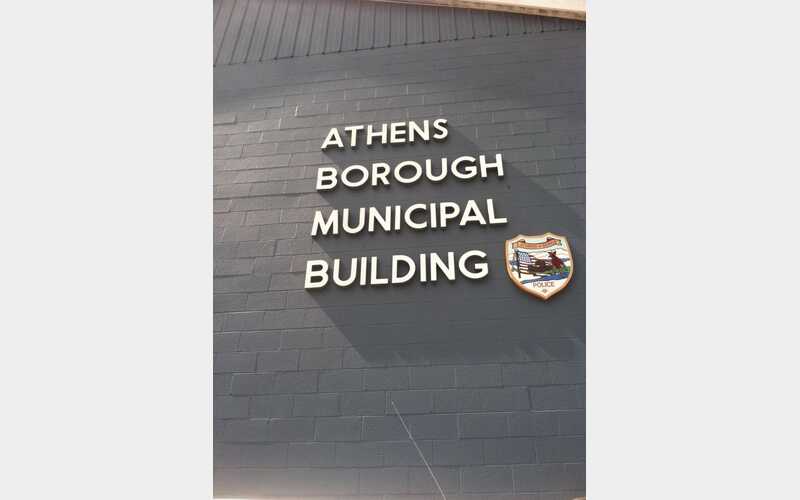 ATHENS
BOROUGH
MUNICIPAL
BUILDING
POLICE